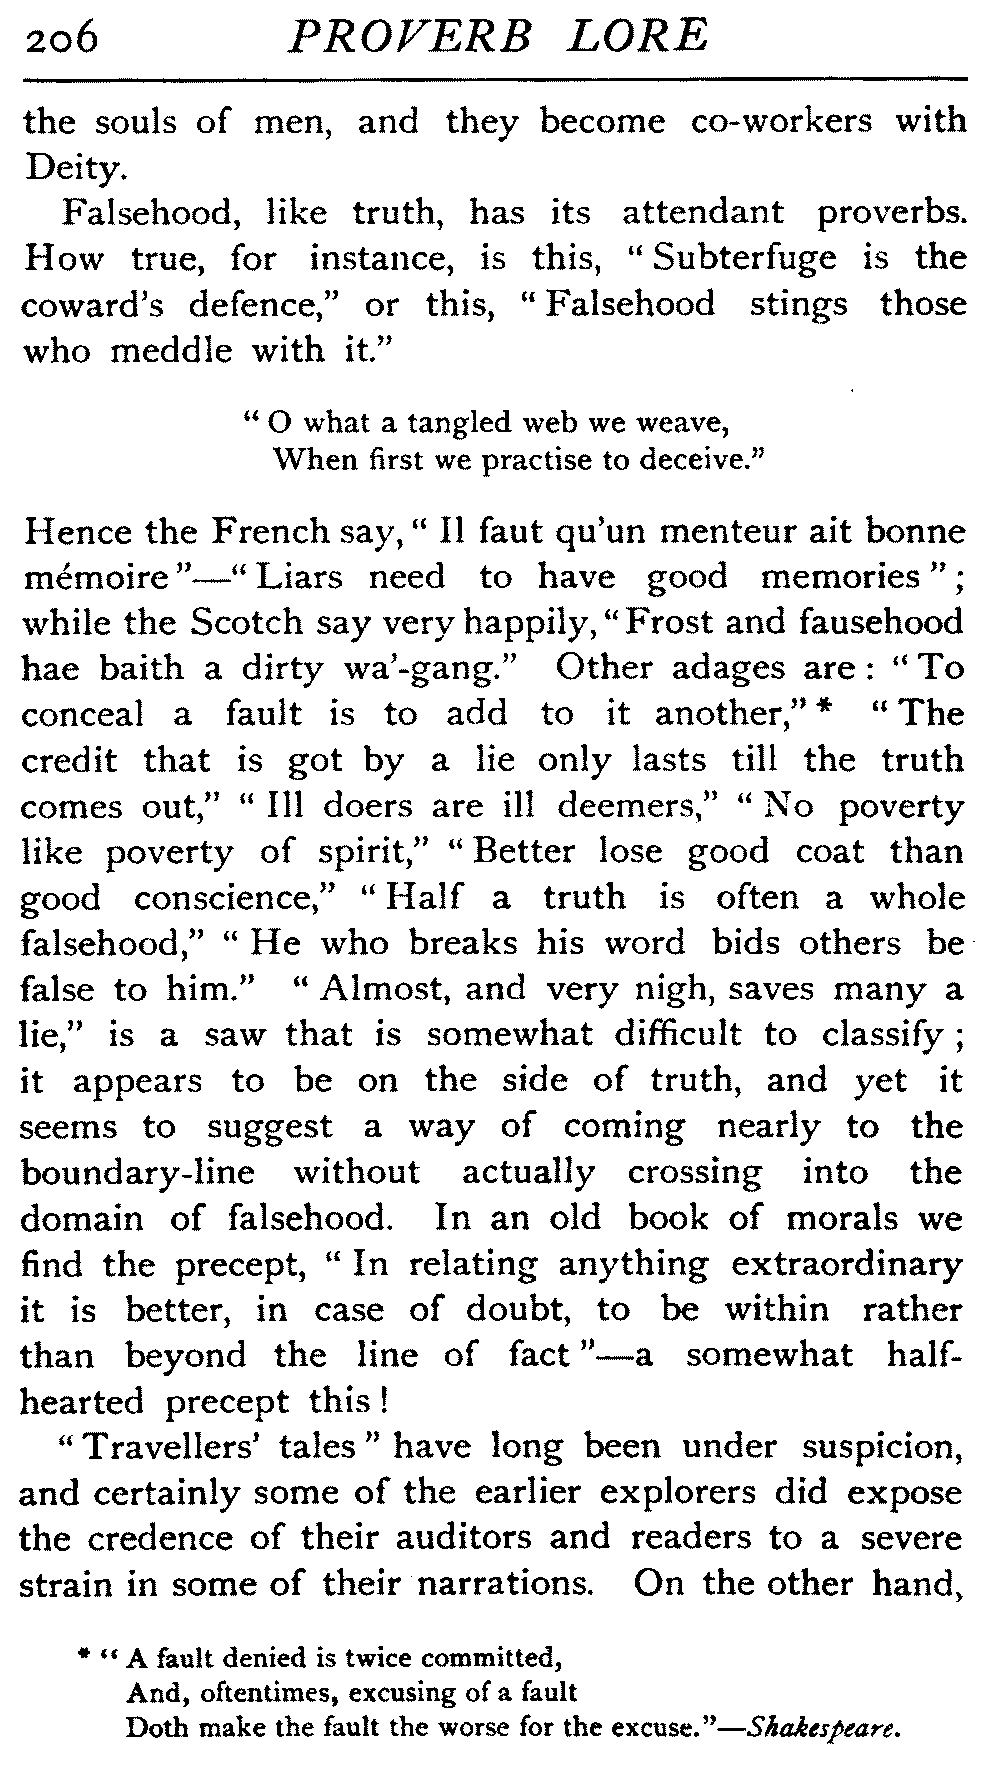 206 PROVERB LORE
the souls of men, and they become co-workers with
Deity.
Falsehood, like truth, has its attendant proverbs.
How true, for instance, is this, “ Subterfuge is the
coward’s defence,” or this, “ Falsehood stings those
who meddle with it.”
“ O what a tangled web we weave,
When first we practise to deceive.”
Hence the French say, “ Il faut qu’un menteur ait bonne
mémoire ”—“ Liars need to have good memories ” ;
while the Scotch say very happily, “ Frost and fausehood
hae baith a dirty wa’-gang.” Other adages are : “ To
conceal a fault is to add to it another,” * “ The
credit that is got by a lie only lasts till the truth
comes out,” “ Ill doers are ill deemers,” “ No poverty
like poverty of spirit,” “ Better lose good coat than
good conscience,” “ Half a truth is often a whole
falsehood,” “ He who breaks his word bids others be
false to him.” “ Almost, and very nigh, saves many a
lie,” is a saw that is somewhat difficult to classify ;
it appears to be on the side of truth, and yet it
seems to suggest a way of coming nearly to the
boundary-line without actually crossing into the
domain of falsehood. In an old book of morals we
find the precept, “ In relating anything extraordinary
it is better, in case of doubt, to be within rather
than beyond the line of fact ”—a somewhat half-
hearted precept this !
“ Travellers’ tales ” have long been under suspicion,
and certainly some of the earlier explorers did expose
the credence of their auditors and readers to a severe
strain in some of their narrations. On the other hand,
* “ A fault denied is twice committed,
And, oftentimes, excusing of a fault
Doth make the fault the worse for the excuse.”—Shakespeare.